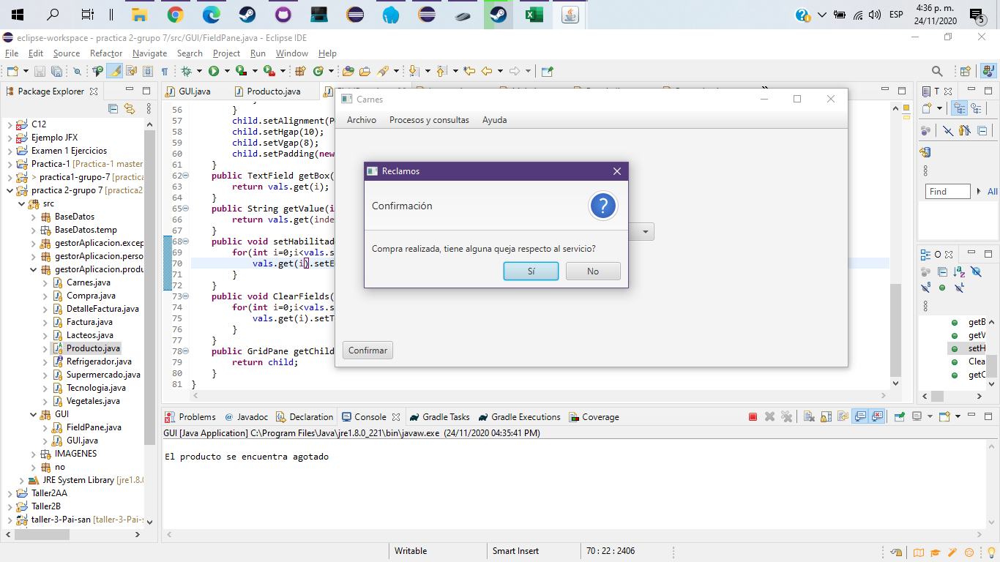 ESP
4:36 p. m.
24/11/2020
5
eclipse-workspace - practica 2-grupo 7/src/GUI/FieldPane.java - Eclipse IDE
File Edit Source Refactor Navigate Search Project Run Window Help
Package Explorer
C12
Ejemplo JFX
Examen 1 Ejercicios
Practica-1 [Practica-1 master
> practica1-grupo-7 [practica
practica 2-grupo 7 [practica2
src
BaseDatos
BaseDatos.temp
gestorAplicacion.excep
gestorAplicacion.perso
gestorAplicacion.produ
Carnes.java
Compra.java
DetalleFactura.java
Factura.java
Lacteos.java
Producto.java
Refrigerador.java
Supermercado.java
Tecnologia.java
Vegetales.java
GUI
FieldPane.java
GUI.java
IMAGENES
no
JRE System Library [jre1.8.0
Taller2AA
Taller2B
taller-3-Pai-san [taller-3-Pai-s
GUI.java Producto.java
56 }
57 child.setAlignment(P
58 child.setHgap(10);
59 child.setVgap(8);
60 child.setPadding(new
61 }
62 public TextField getBox(
63 return vals.get(i);
64 }
65 public String getValue(i
66 return vals.get(inde
67 }
68 public void setHabilitad
69 for(int i=0;i<vals.s
70 vals.get(i).setE
71 }
72 }
73 public void ClearFields(
74 for(int i=0;i<vals.s
75 vals.get(i).setT
76 }
77 }
78 public GridPane getChild
79 return child;
80 }
81 }
Carnes
Archivo Procesos y consultas Ayuda
Reclamos
Confirmación
?
Compra realizada, tiene alguna queja respecto al servicio?
Sí No
Confirmar
T
Find
All
O
getB
getV
setH
Clea
getC
Problems @ Javadoc Declaration Console Gradle Tasks Gradle Executions Coverage
GUI [Java Application] C:\Program Files\Java\jre1.8.0_221\bin\javaw.exe (24/11/2020 04:35:41 PM)
El producto se encuentra agotado
Writable Smart Insert 70 : 22 : 2406